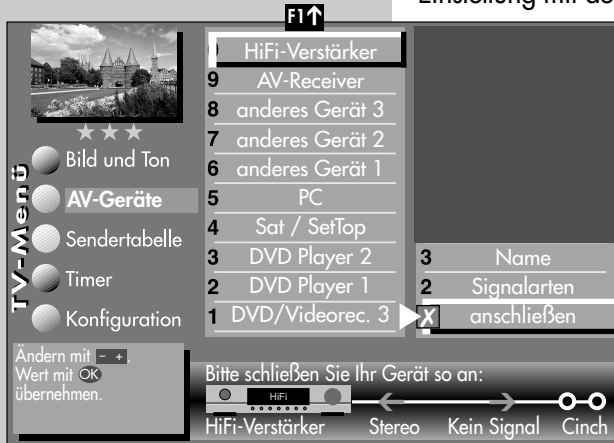 Einstellung mit de
F1↑
TV-Menü
Bild und Ton
AV-Geräte
Sendertabelle
Timer
Konfiguration
Ändern mit - +.
Wert mit OK
übernehmen.
HiFi-Verstärker
9 AV-Receiver
8 anderes Gerät 3
7 anderes Gerät 2
6 anderes Gerät 1
5 PC
4 Sat / SetTop
3 DVD Player 2
2 DVD Player 1
1 DVD/Videorec. 3
3 Name
2 Signalarten
X anschließen
Bitte schließen Sie Ihr Gerät so an:
HiFi
HiFi-Verstärker Stereo Kein Signal Cinch